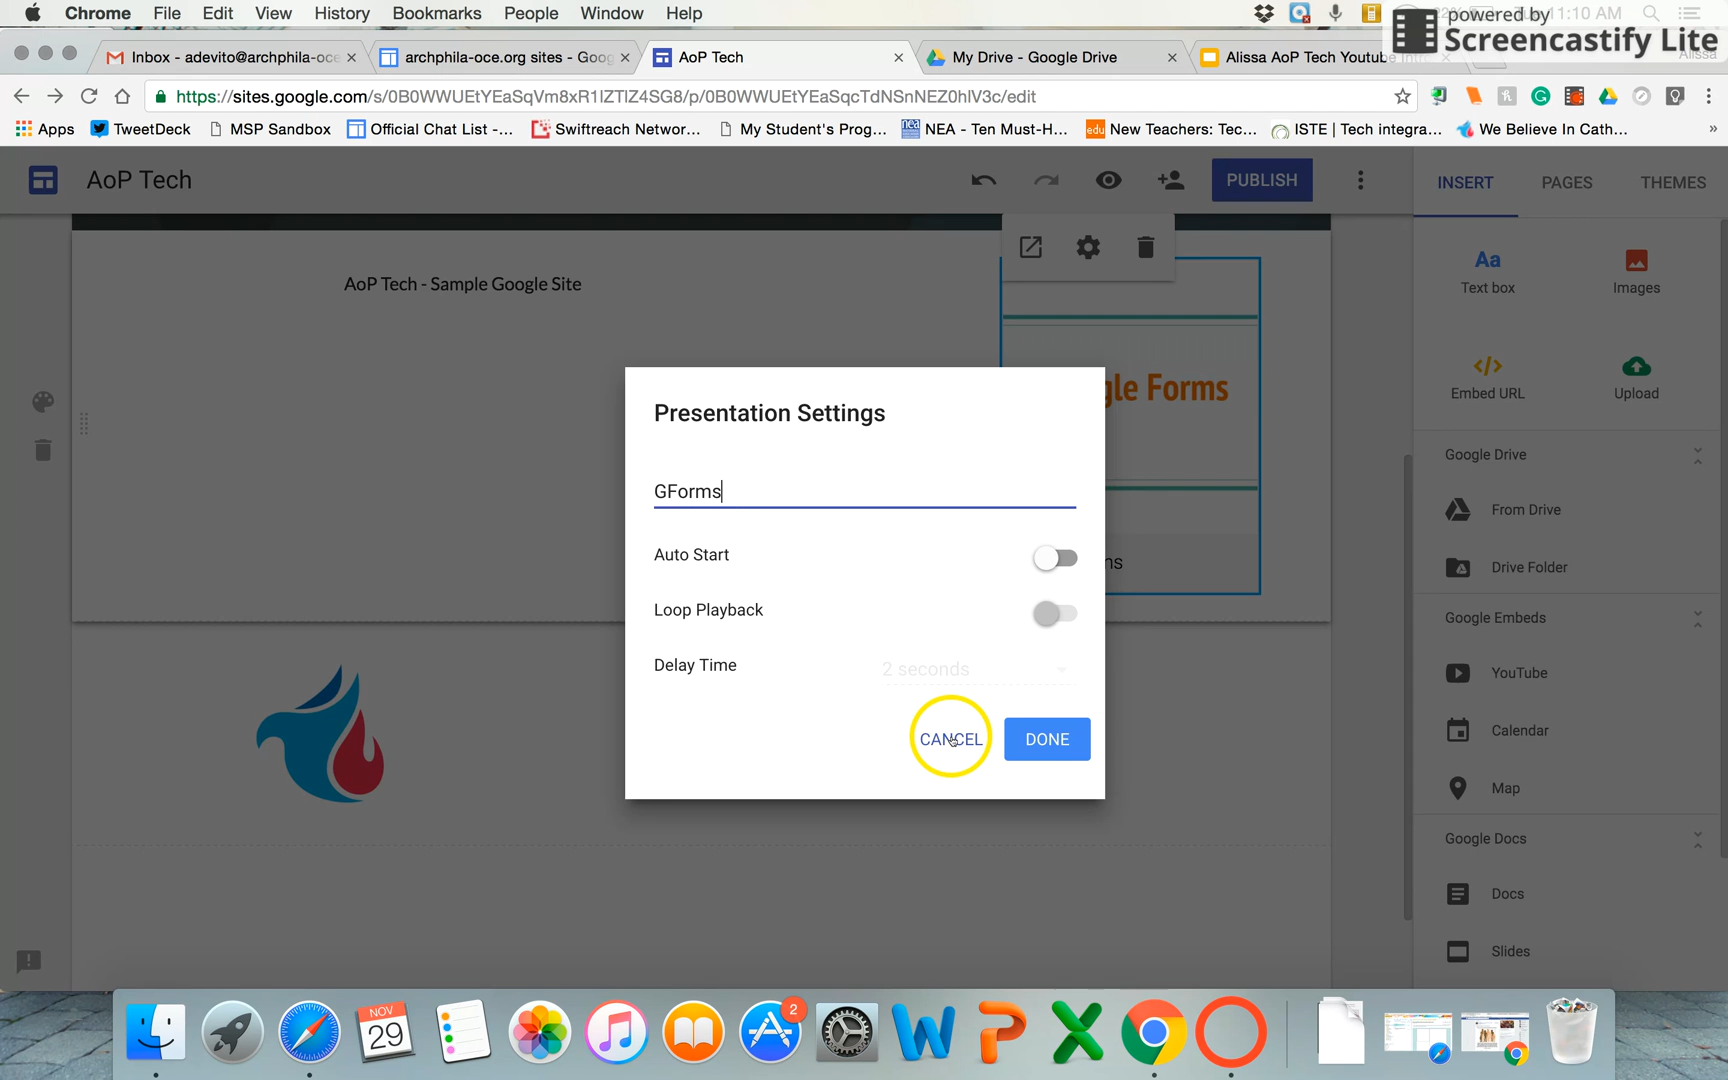 Chrome File Edit View History Bookmarks People Window Help
powered by
Screencastify Lite
11:10 AM
Inbox - adevito@archphila-oce
archphila-oce.org sites - Goog
AoP Tech
My Drive - Google Drive
Alissa AoP Tech Youtube
Alissa
https://sites.google.com/s/0B0WWUEtYEaSqVm8xR1lZTlZ4SG8/p/0B0WWUEtYEaSqcTdNSnNEZ0hlV3c/edit
Apps TweetDeck MSP Sandbox Official Chat List -... Swiftreach Networ... My Student's Prog... NEA - Ten Must-H... New Teachers: Tec... ISTE | Tech integra... We Believe In Cath... »
AoP Tech
PUBLISH
INSERT PAGES THEMES
AoP Tech - Sample Google Site
gle Forms
ns
Presentation Settings
GForms
Auto Start
Loop Playback
Delay Time 2 seconds
CANCEL DONE
Aa
Text box Images
Embed URL Upload
Google Drive
From Drive
Drive Folder
Google Embeds
YouTube
Calendar
Map
Google Docs
Docs
Slides
NOV
29
2